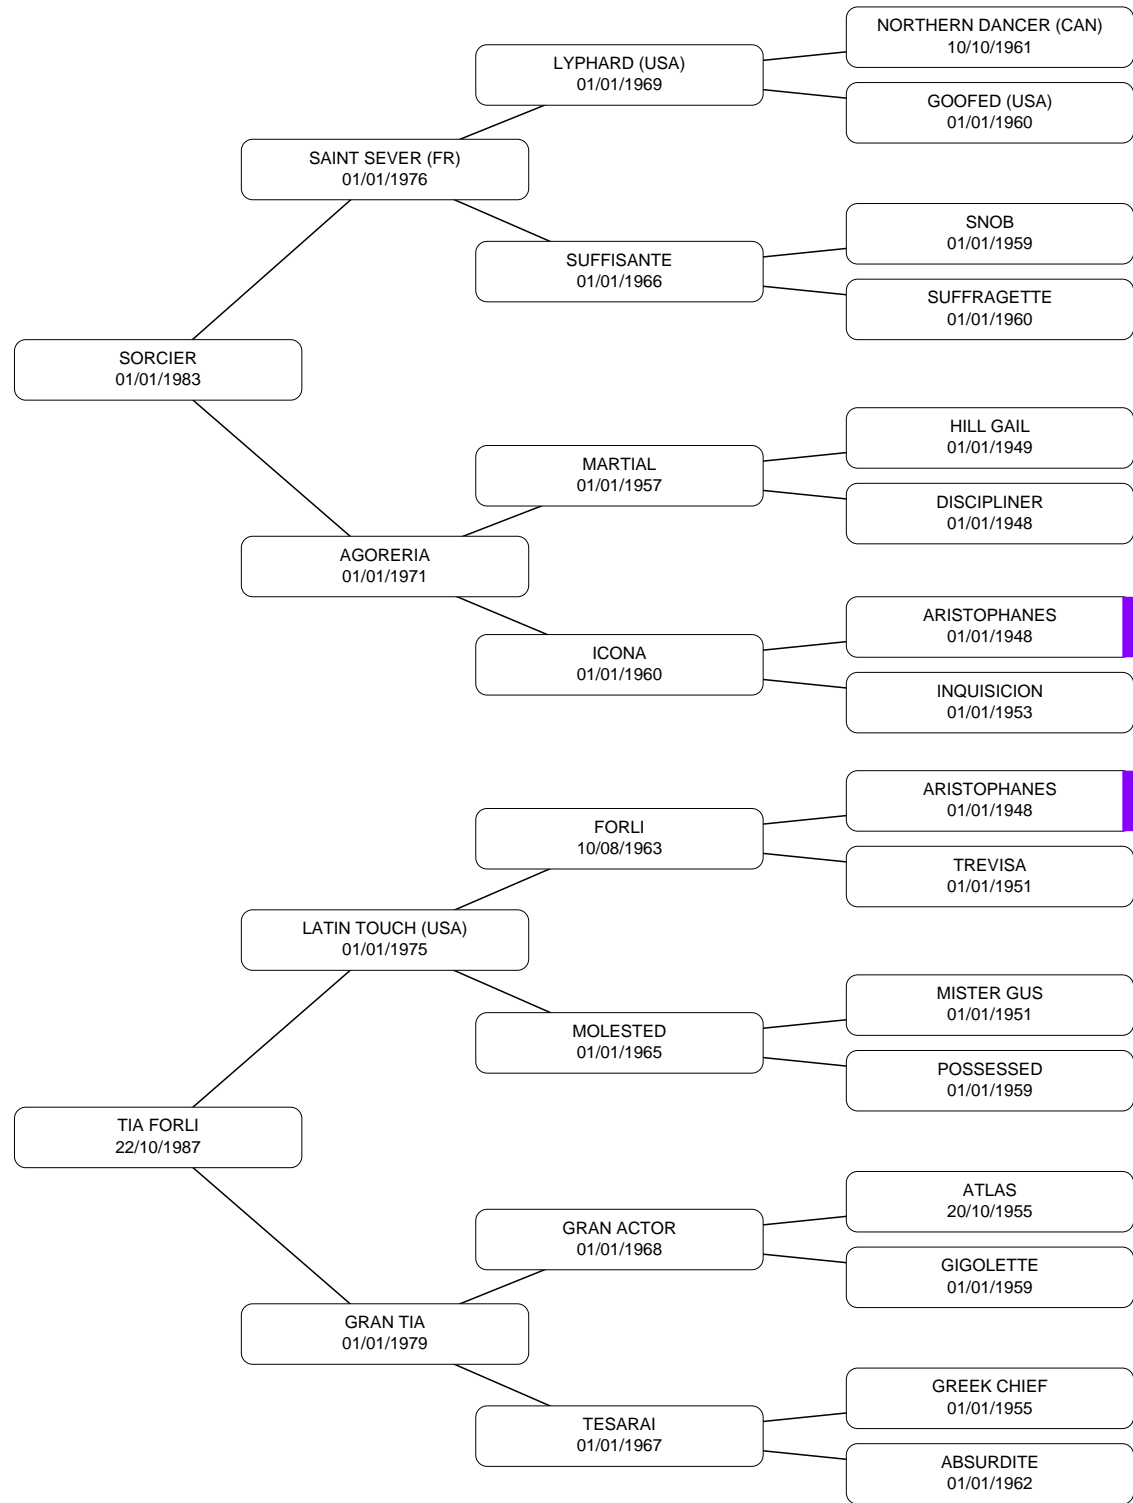 NORTHERN DANCER (CAN)
10/10/1961
LYPHARD (USA)
01/01/1969
GOOFED (USA)
01/01/1960
SAINT SEVER (FR)
01/01/1976
SNOB
01/01/1959
SUFFISANTE
01/01/1966
SUFFRAGETTE
01/01/1960
SORCIER
01/01/1983
HILL GAIL
01/01/1949
MARTIAL
01/01/1957
DISCIPLINER
01/01/1948
AGORERIA
01/01/1971
ARISTOPHANES
01/01/1948
ICONA
01/01/1960
INQUISICION
01/01/1953
ARISTOPHANES
01/01/1948
FORLI
10/08/1963
TREVISA
01/01/1951
LATIN TOUCH (USA)
01/01/1975
MISTER GUS
01/01/1951
MOLESTED
01/01/1965
POSSESSED
01/01/1959
TIA FORLI
22/10/1987
ATLAS
20/10/1955
GRAN ACTOR
01/01/1968
GIGOLETTE
01/01/1959
GRAN TIA
01/01/1979
GREEK CHIEF
01/01/1955
TESARAI
01/01/1967
ABSURDITE
01/01/1962